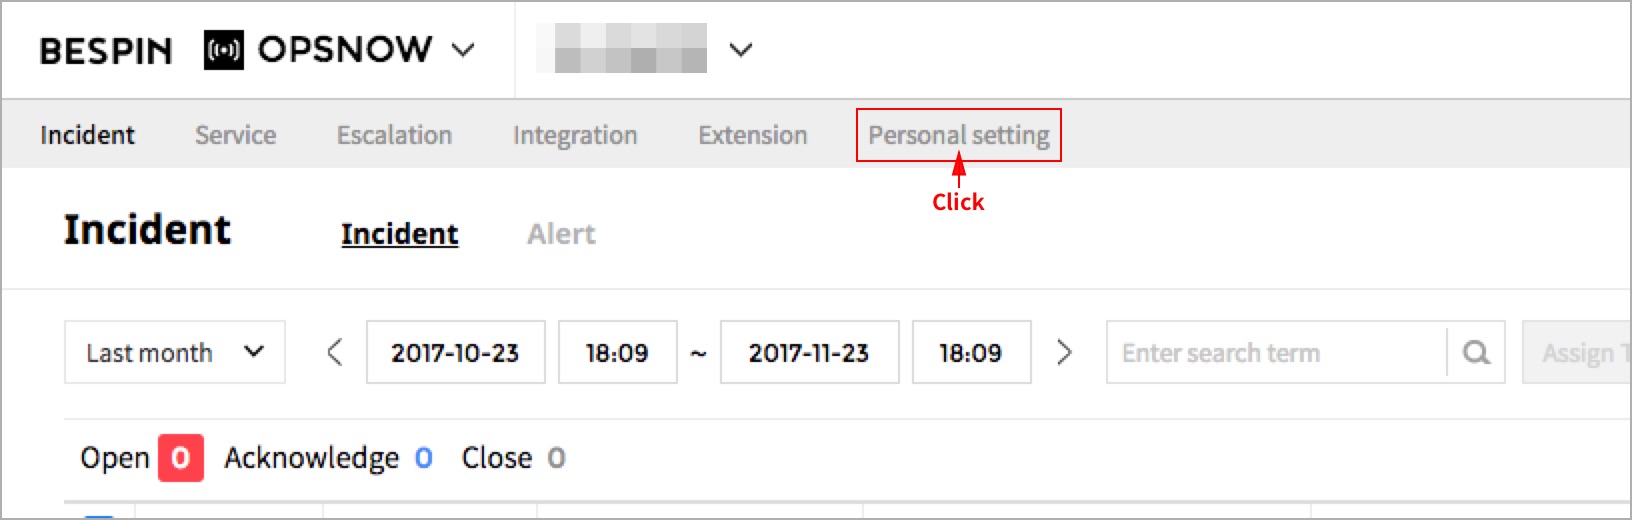 BESPIN OPSNOW
Incident Service Escalation Integration Extension Personal setting
Click
Incident Incident Alert
Last month 2017-10-23 18:09 ~ 2017-11-23 18:09 Enter search term Assign
Open 0 Acknowledge 0 Close 0